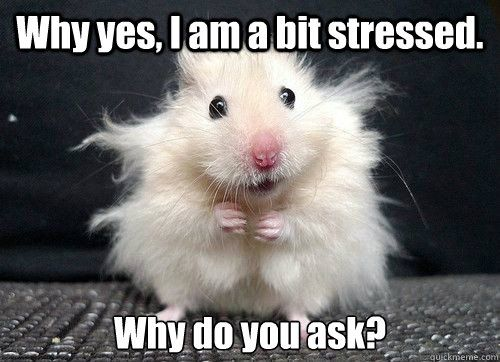 Why yes, I am a bit stressed.
Why do you ask?
quickmeme.com